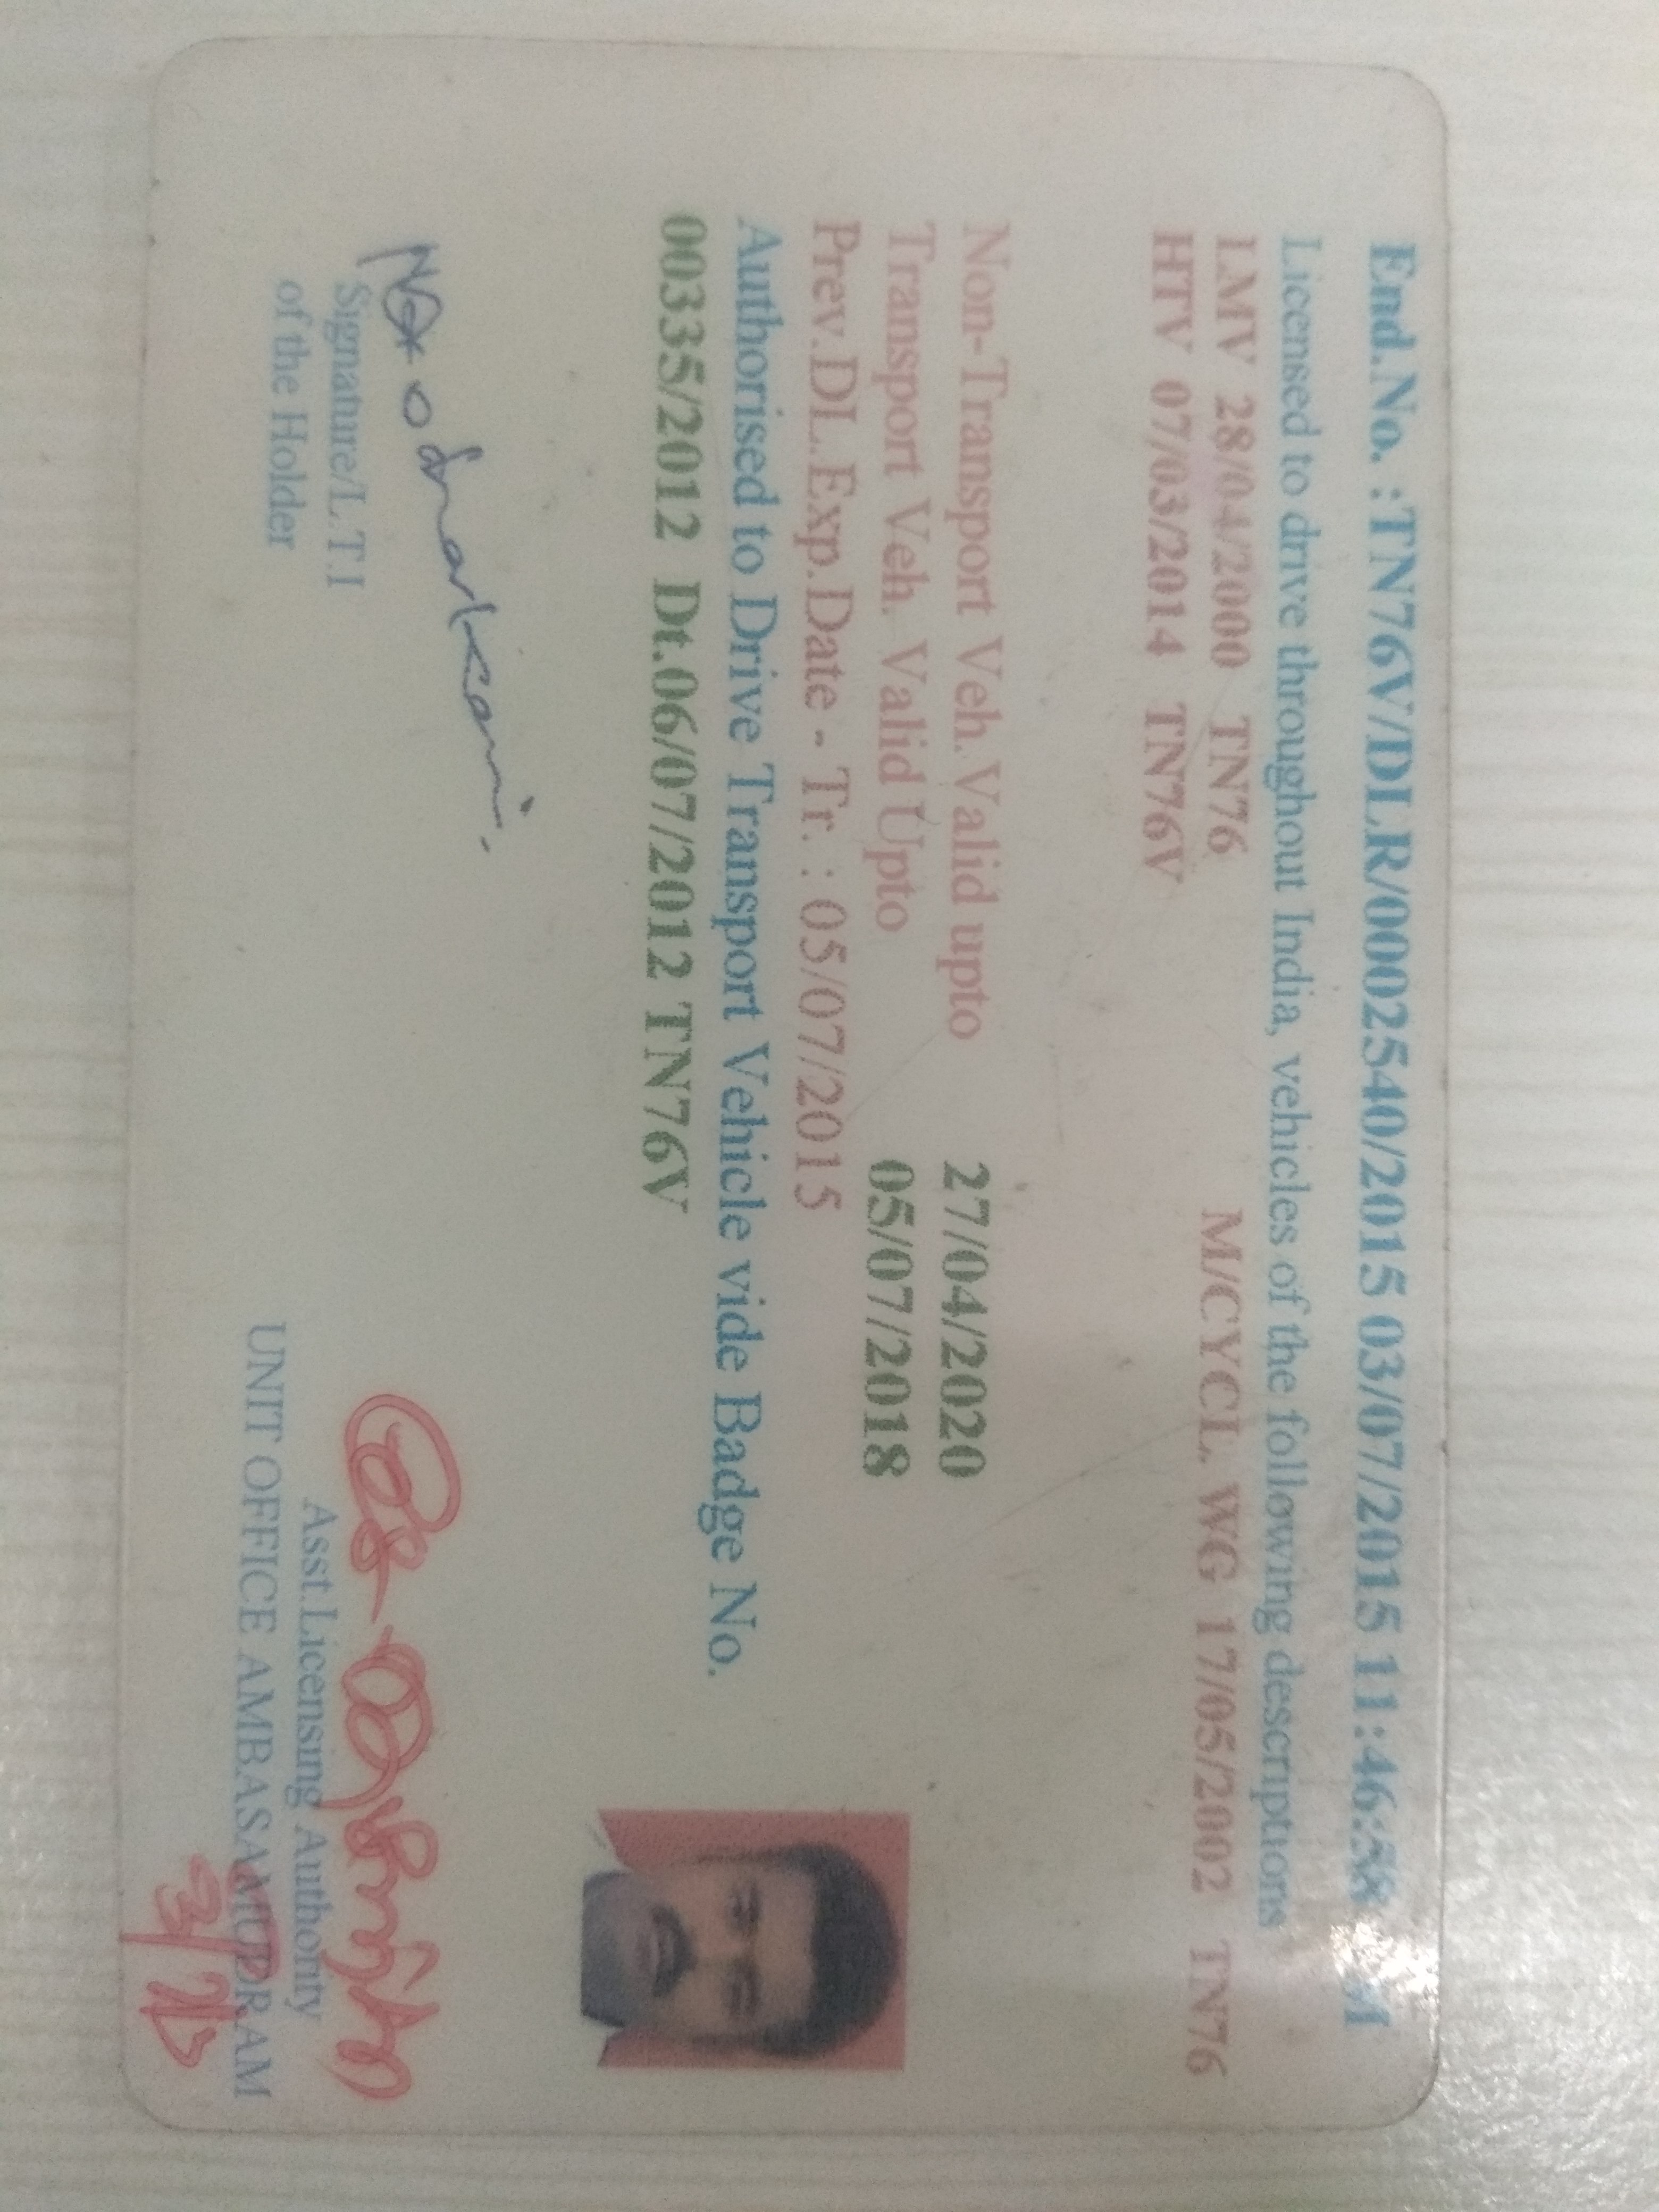 End.No. :TN76V/DLR/0002540/2015 03/07/2015 11:46:58
Licensed to drive throughout India, vehicles of the following descriptions
LMV 28/04/2000 TN76 M/CYCL. WG 17/05/2002 TN76
HTV 07/03/2014 TN76V
Non-Transport Veh.Valid upto 27/04/2020
Transport Veh. Valid Upto 05/07/2018
Prev.DL.Exp.Date - Tr. : 05/07/2015
Authorised to Drive Transport Vehicle vide Badge No.
00335/2012 Dt.06/07/2012 TN76V
Signature/L.T.I
of the Holder
Asst.Licensing Authority
UNIT OFFICE AMBASAMUDRAM